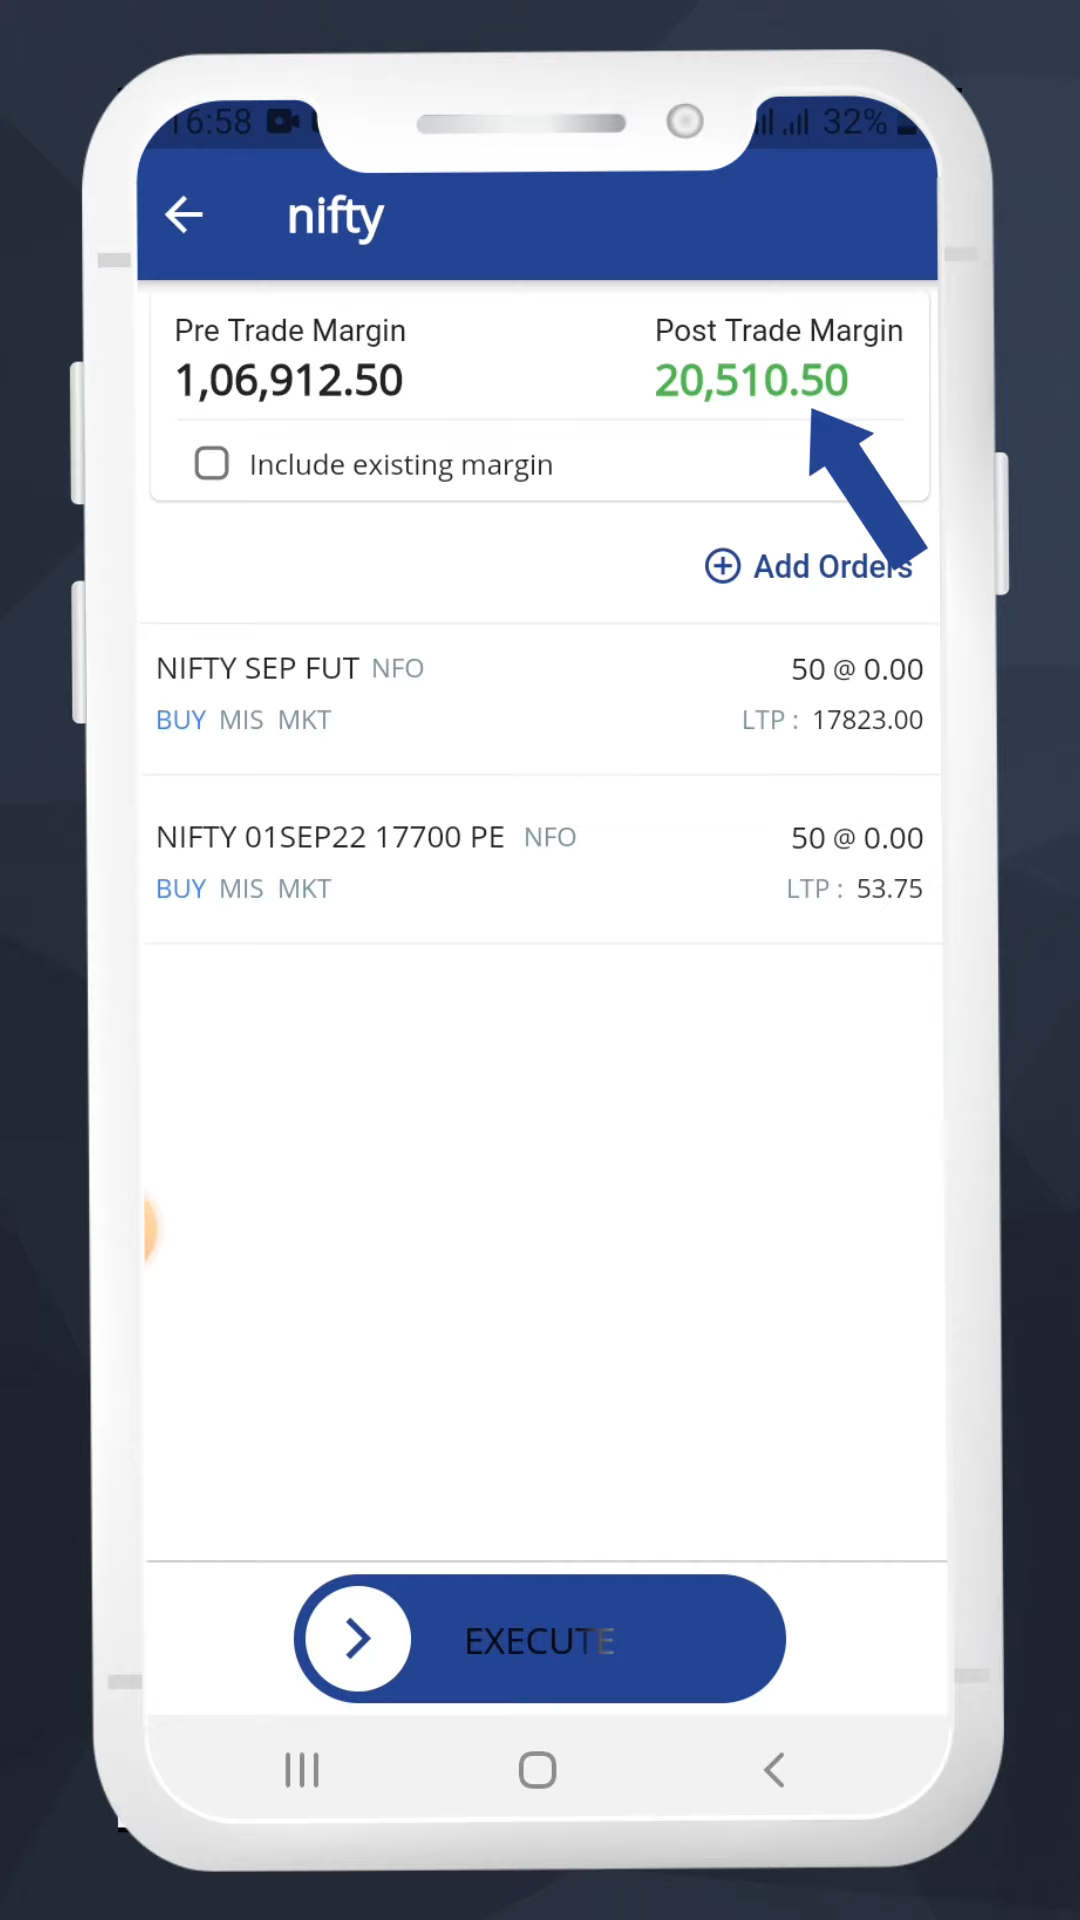 16:58 32%
nifty
Pre Trade Margin Post Trade Margin
1,06,912.50 20,510.50
Include existing margin
Add Orders
NIFTY SEP FUT NFO 50 @ 0.00
BUY MIS MKT LTP : 17823.00
NIFTY 01SEP22 17700 PE NFO 50 @ 0.00
BUY MIS MKT LTP : 53.75
EXECUTE